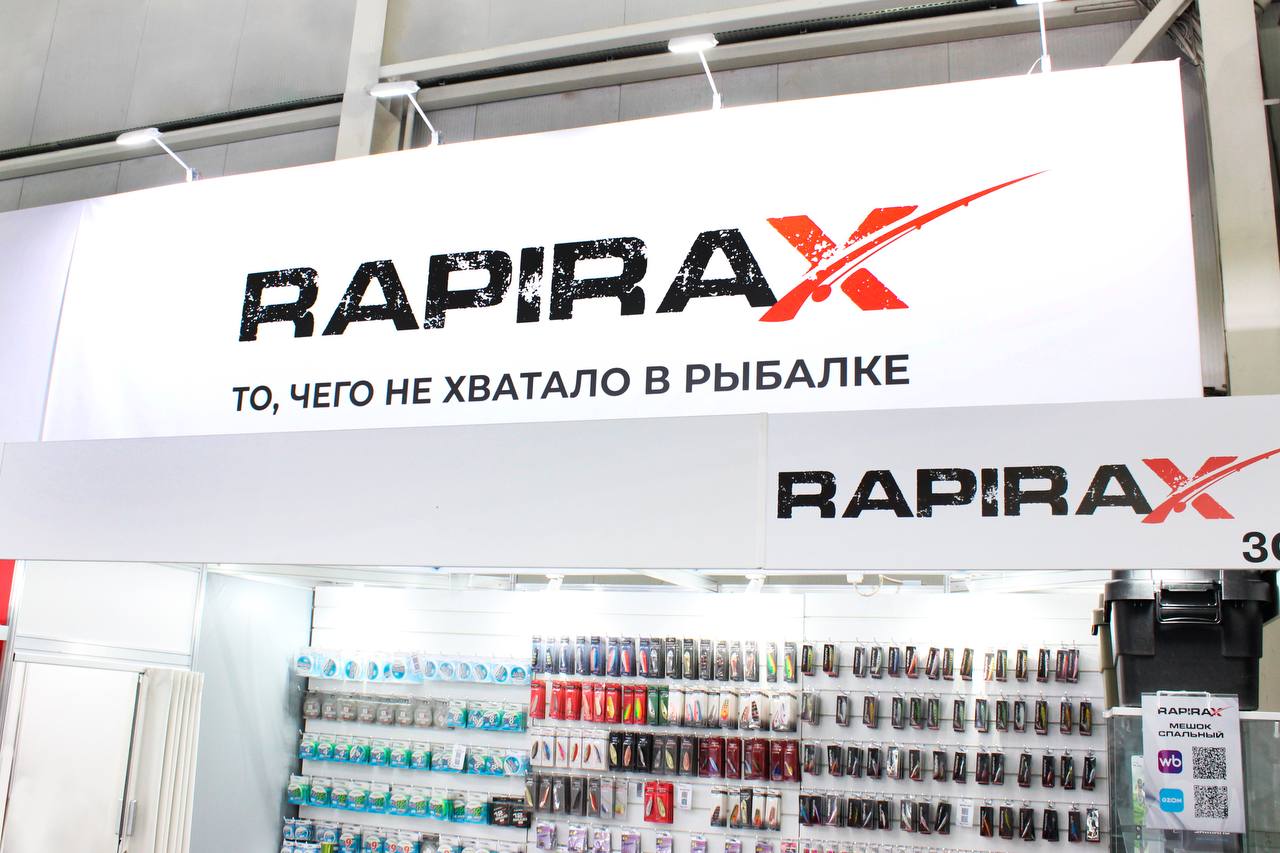 RAPIRAX
ТО, ЧЕГО НЕ ХВАТАЛО В РЫБАЛКЕ
RAPIRAX
RAPIRAX
МЕШОК
СПАЛЬНЫЙ
wb
OZON